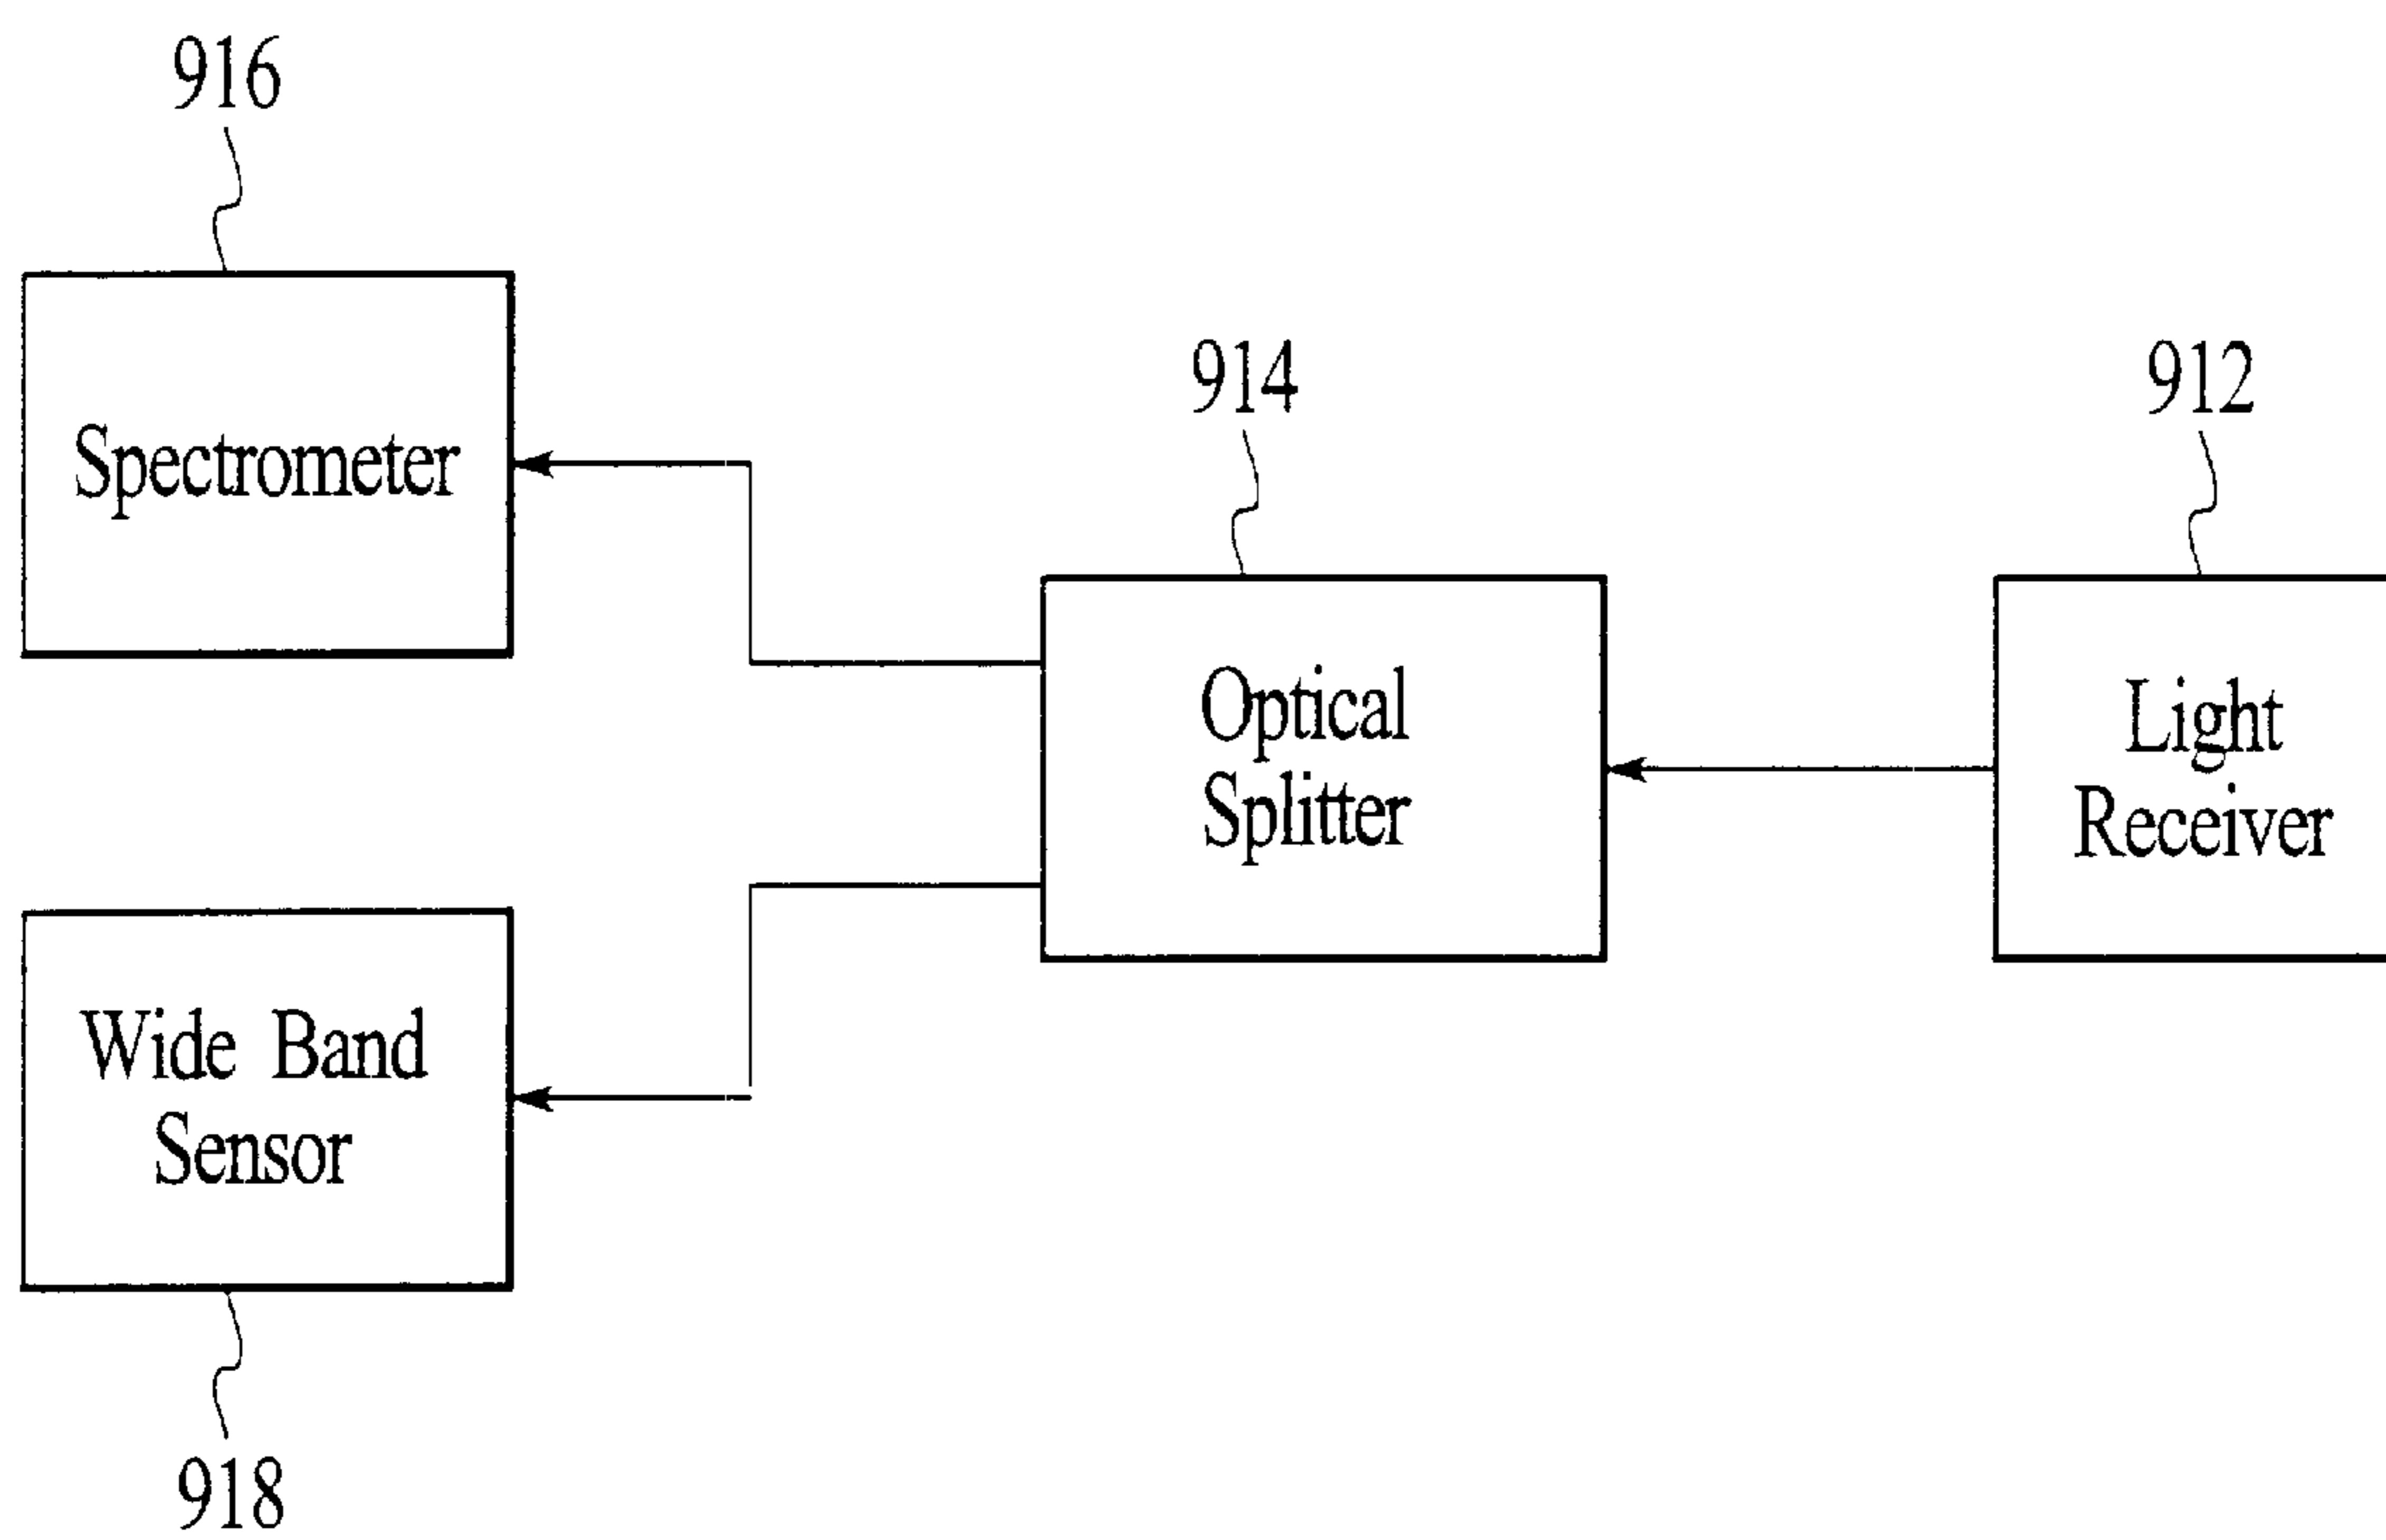 916
Spectrometer
914
Optical
Splitter
912
Light
Receiver
Wide Band
Sensor
918